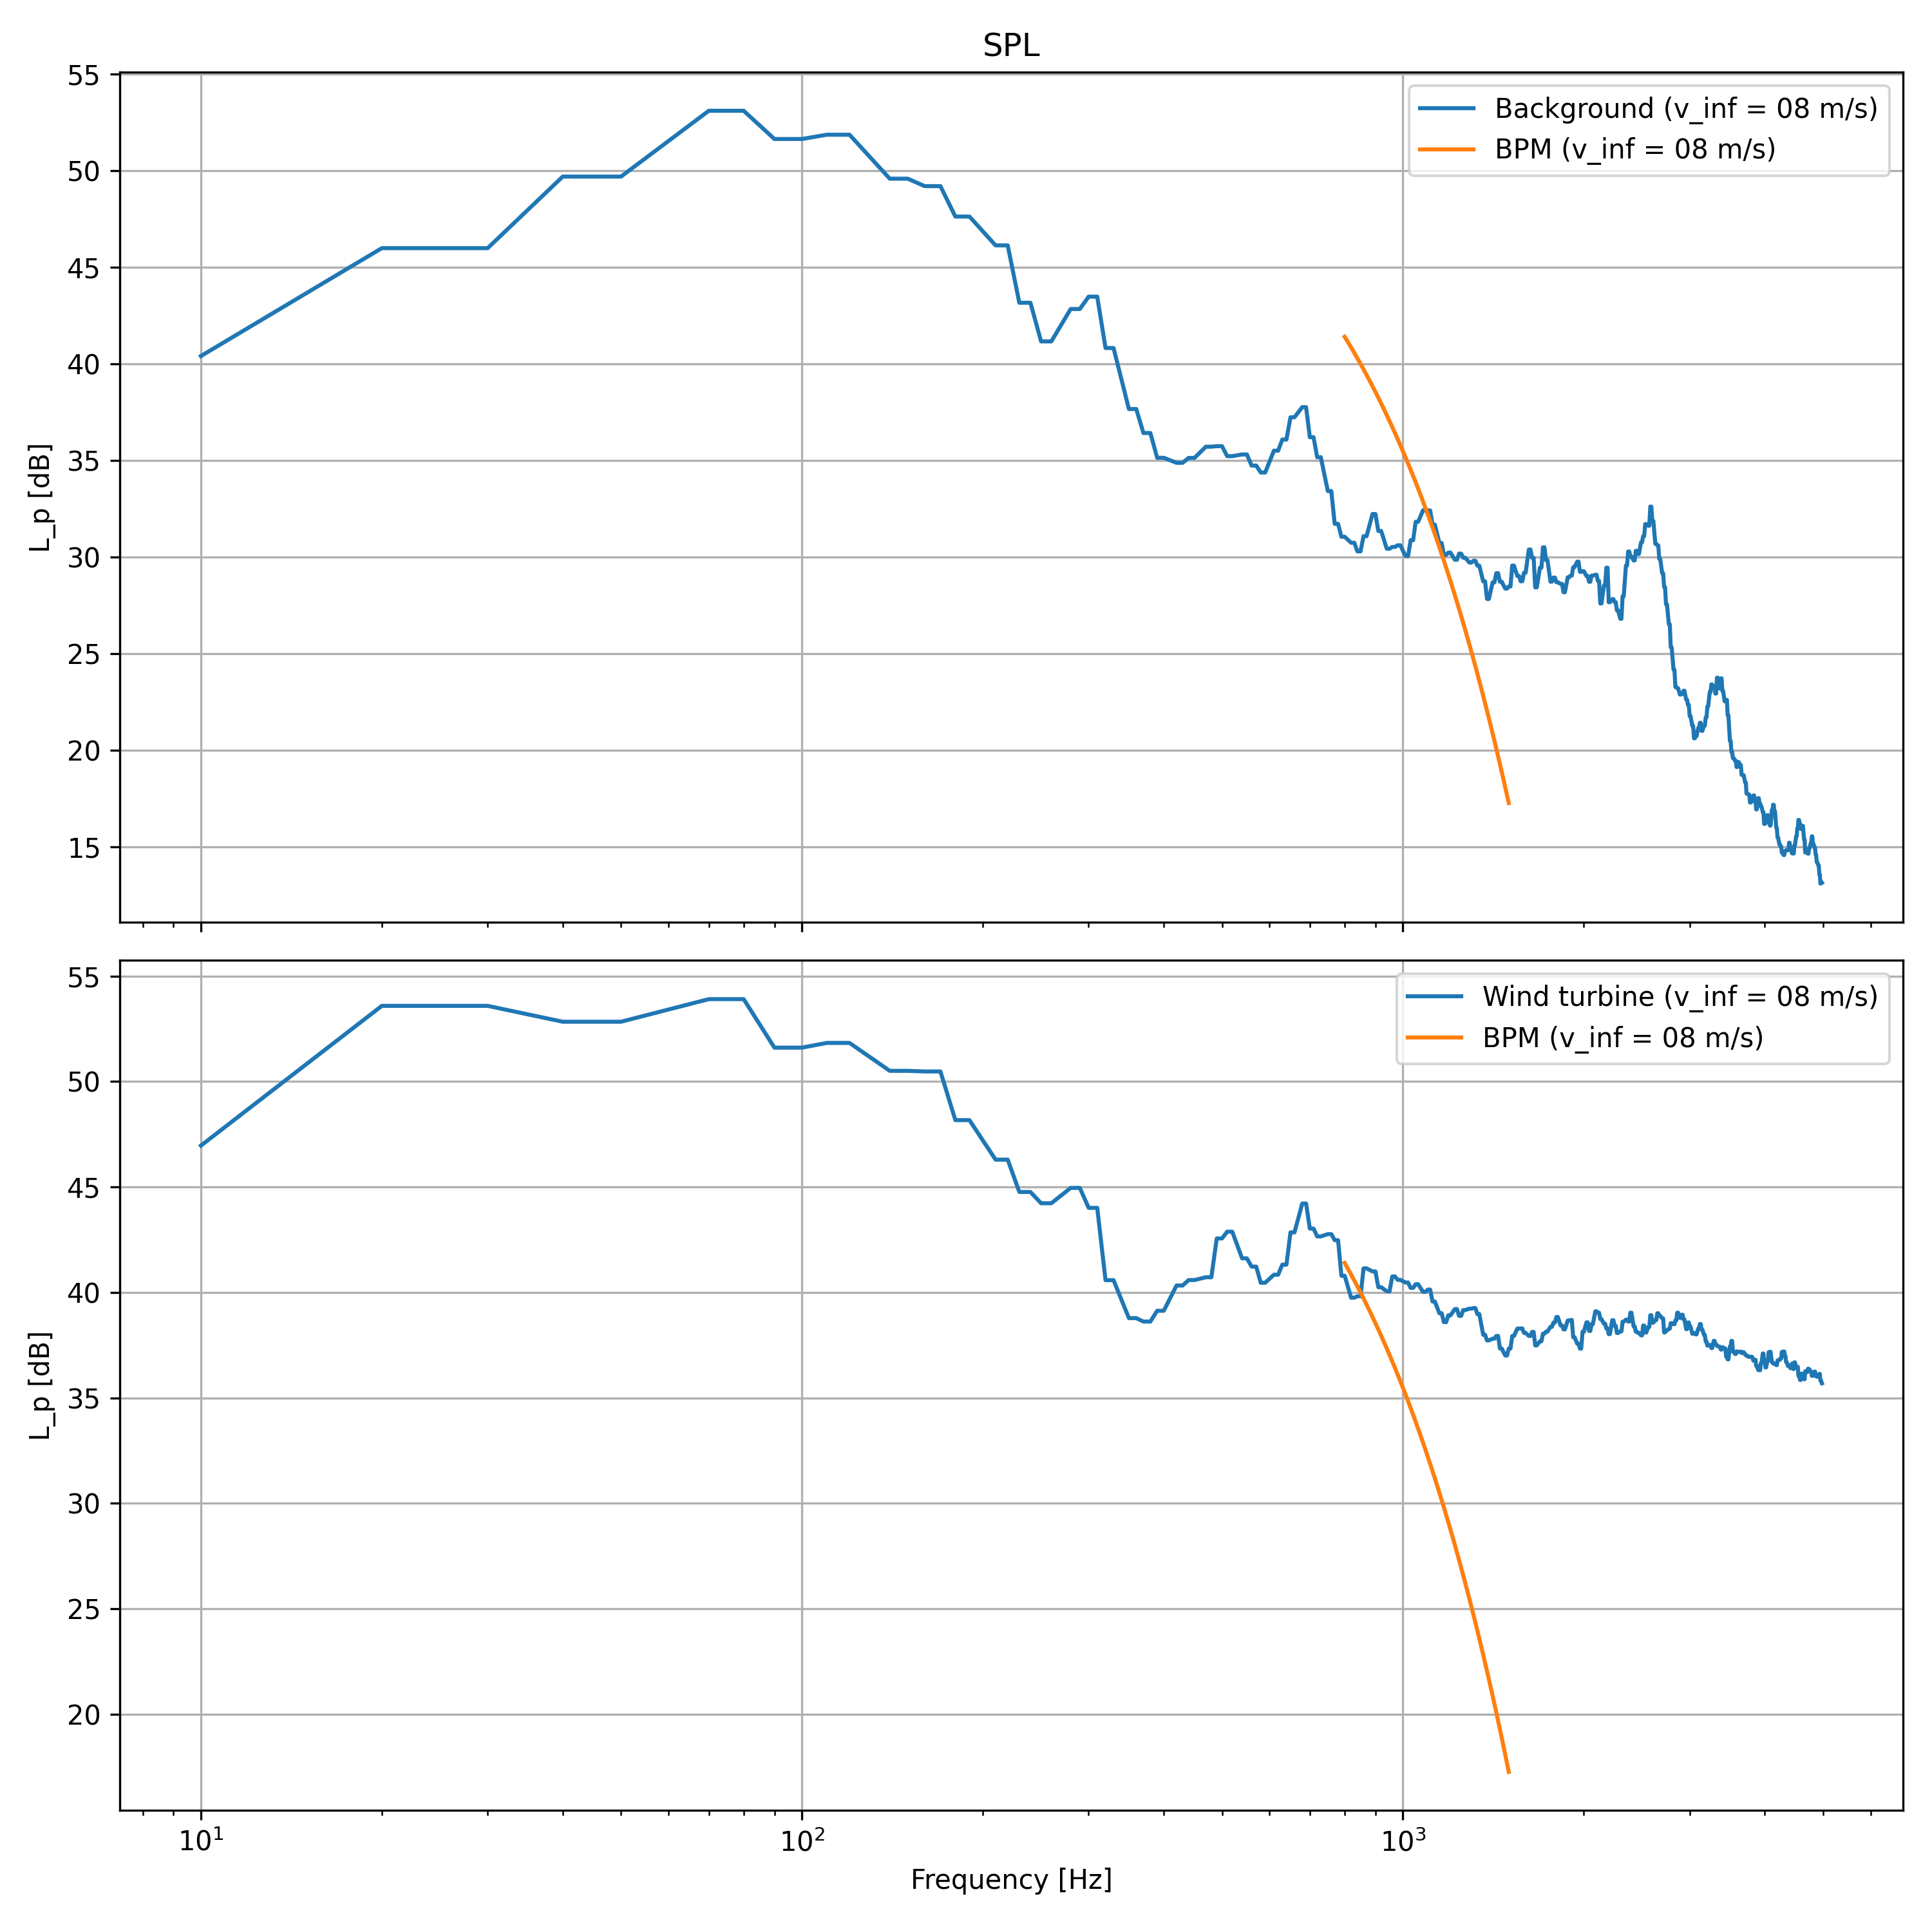 SPL
L_p [dB]
55
50
45
40
35
30
25
20
15
Background (v_inf = 08 m/s)
BPM (v_inf = 08 m/s)
L_p [dB]
55
50
45
40
35
30
25
20
Wind turbine (v_inf = 08 m/s)
BPM (v_inf = 08 m/s)
10¹ 10² 10³
Frequency [Hz]